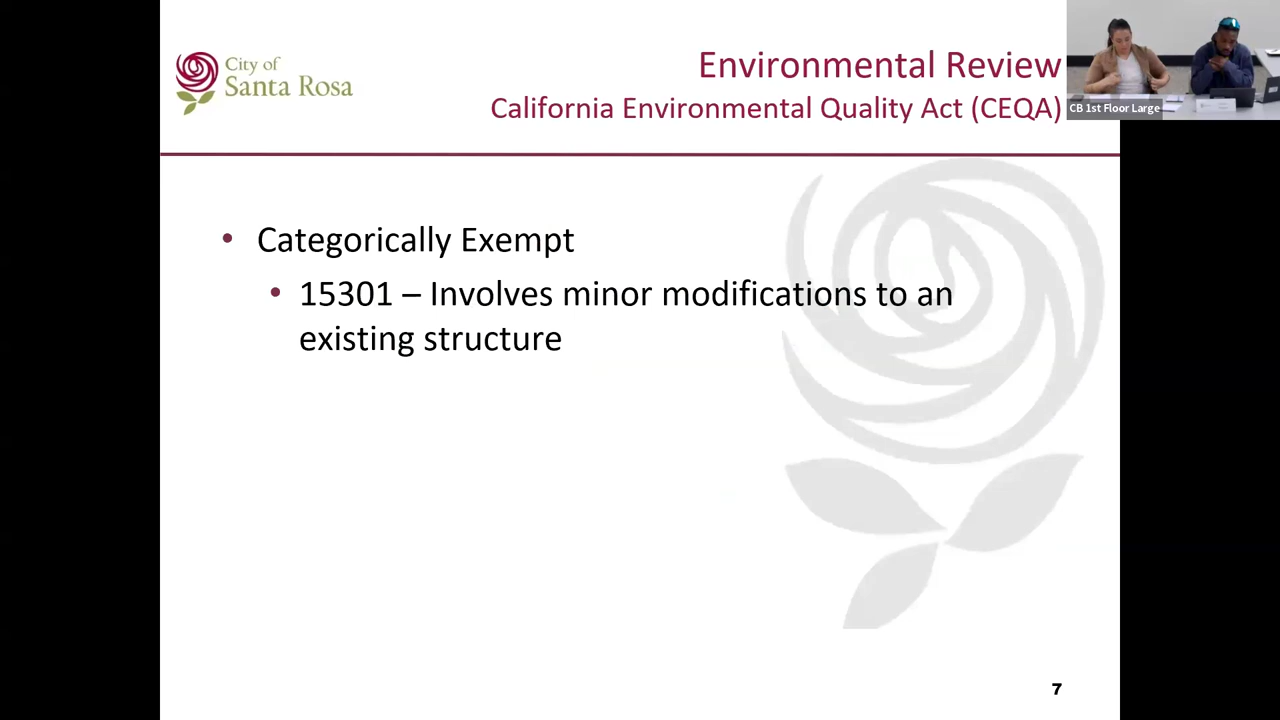 City of
Santa Rosa
Environmental Review
California Environmental Quality Act (CEQA)
CB 1st Floor Large
• Categorically Exempt
• 15301 – Involves minor modifications to an
existing structure
7